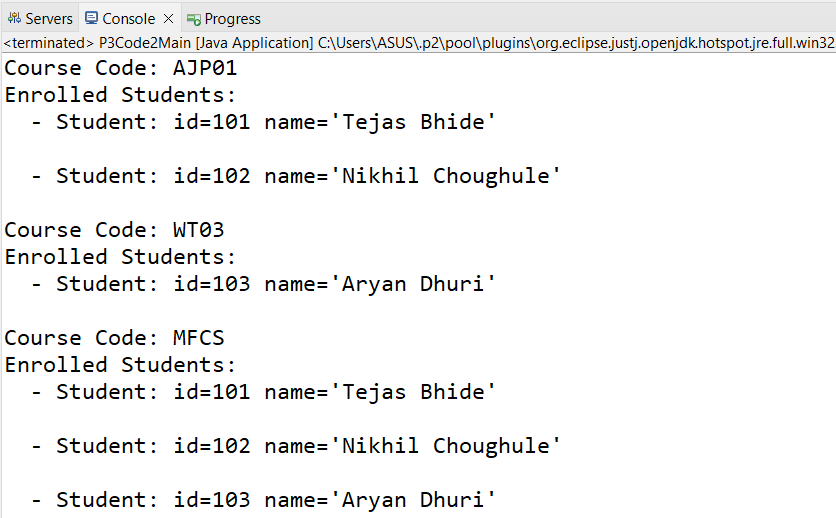 Servers Console Progress
<terminated> P3Code2Main [Java Application] C:\Users\ASUS\.p2\pool\plugins\org.eclipse.justj.openjdk.hotspot.jre.full.win32
Course Code: AJP01
Enrolled Students:
  - Student: id=101 name='Tejas Bhide'
  - Student: id=102 name='Nikhil Choughule'
Course Code: WT03
Enrolled Students:
  - Student: id=103 name='Aryan Dhuri'
Course Code: MFCS
Enrolled Students:
  - Student: id=101 name='Tejas Bhide'
  - Student: id=102 name='Nikhil Choughule'
  - Student: id=103 name='Aryan Dhuri'